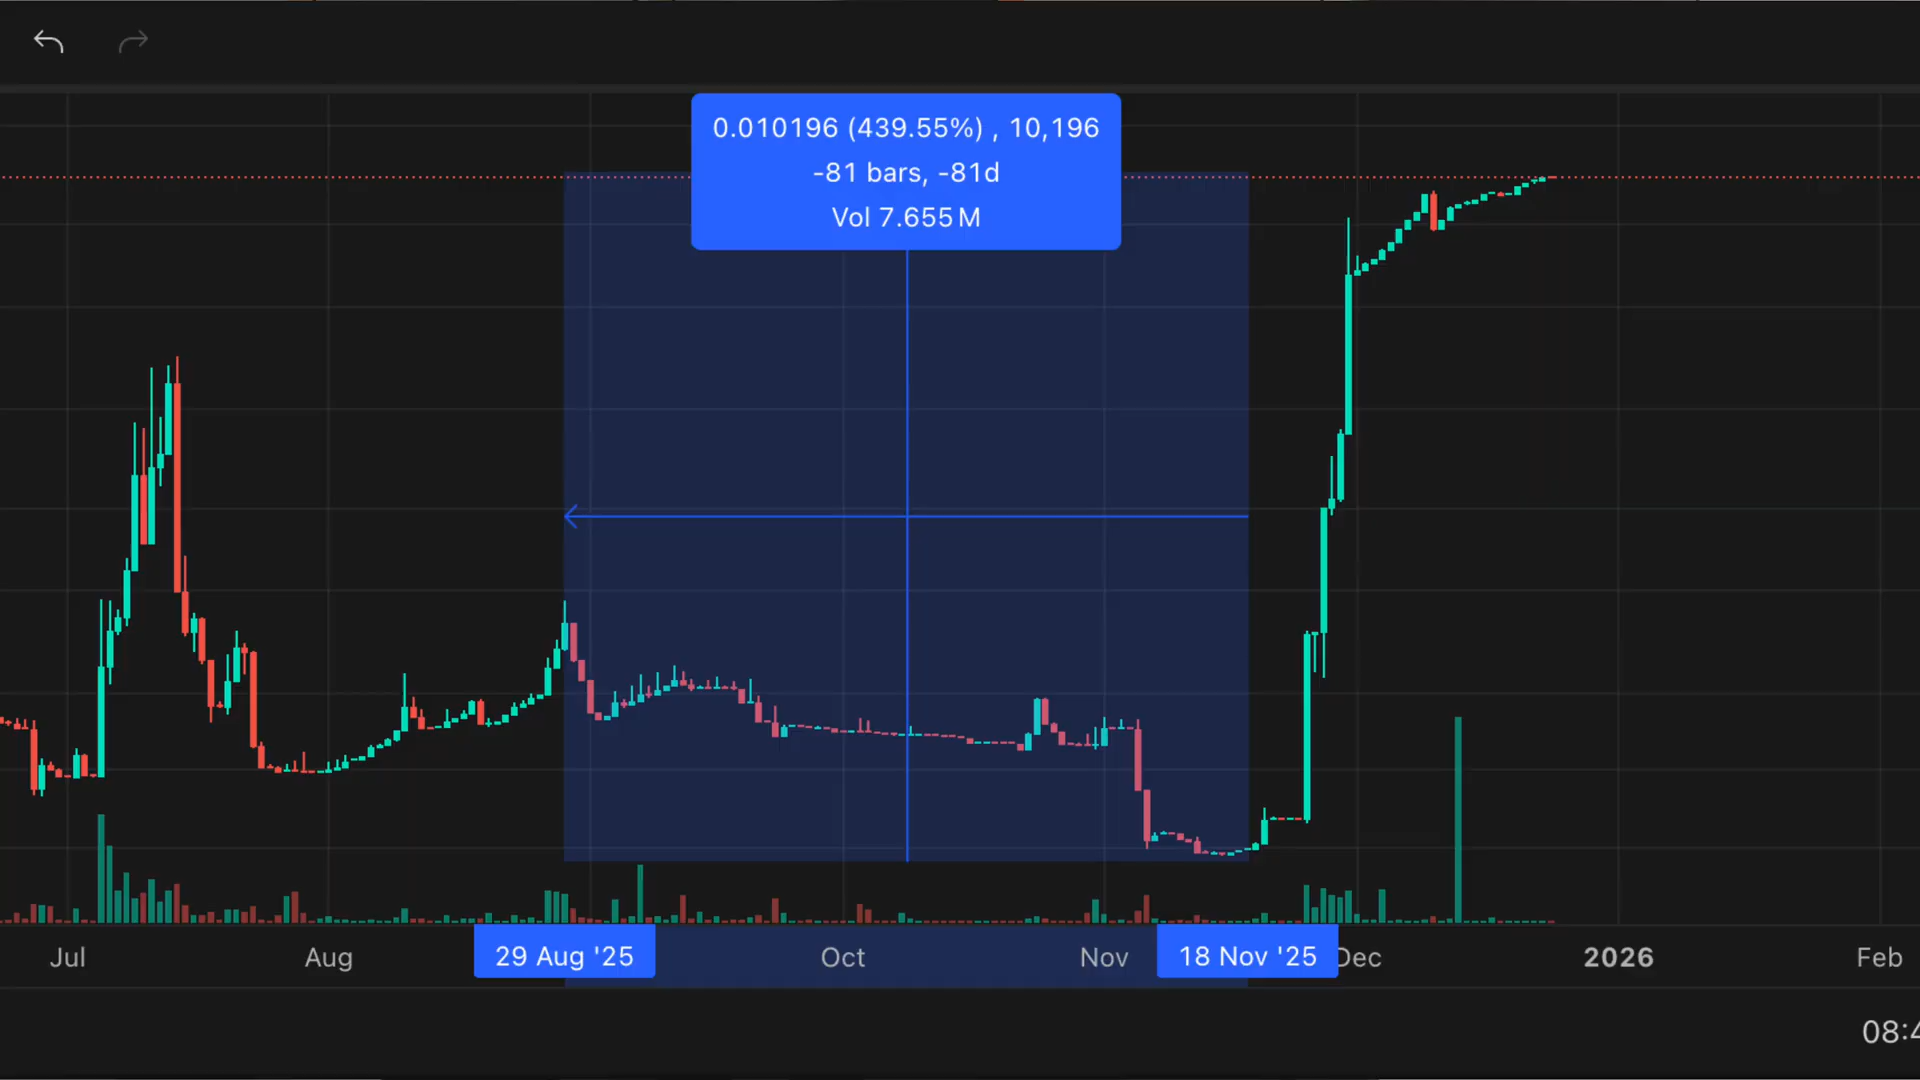 0.010196 (439.55%) , 10,196
-81 bars, -81d
Vol 7.655 M
Jul Aug 29 Aug '25 Oct Nov 18 Nov '25 Dec 2026 Feb